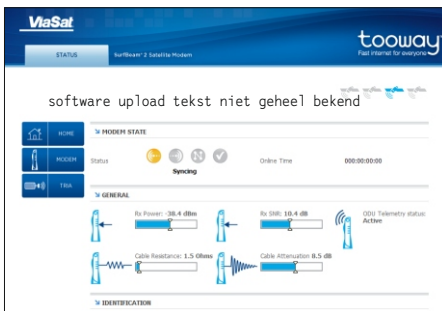 ViaSat
tooway
Fast internet for everyone
STATUS
SurfBeam® 2 Satellite Modem
software upload tekst niet geheel bekend
HOME
MODEM STATE
MODEM
Status
Online Time
000:00:00:00
Syncing
TRIA
GENERAL
Rx Power: -38.4 dBm
Rx SNR: 10.4 dB
ODU Telemetry status:
Active
Cable Resistance: 1.5 Ohms
Cable Attenuation 8.5 dB
IDENTIFICATION